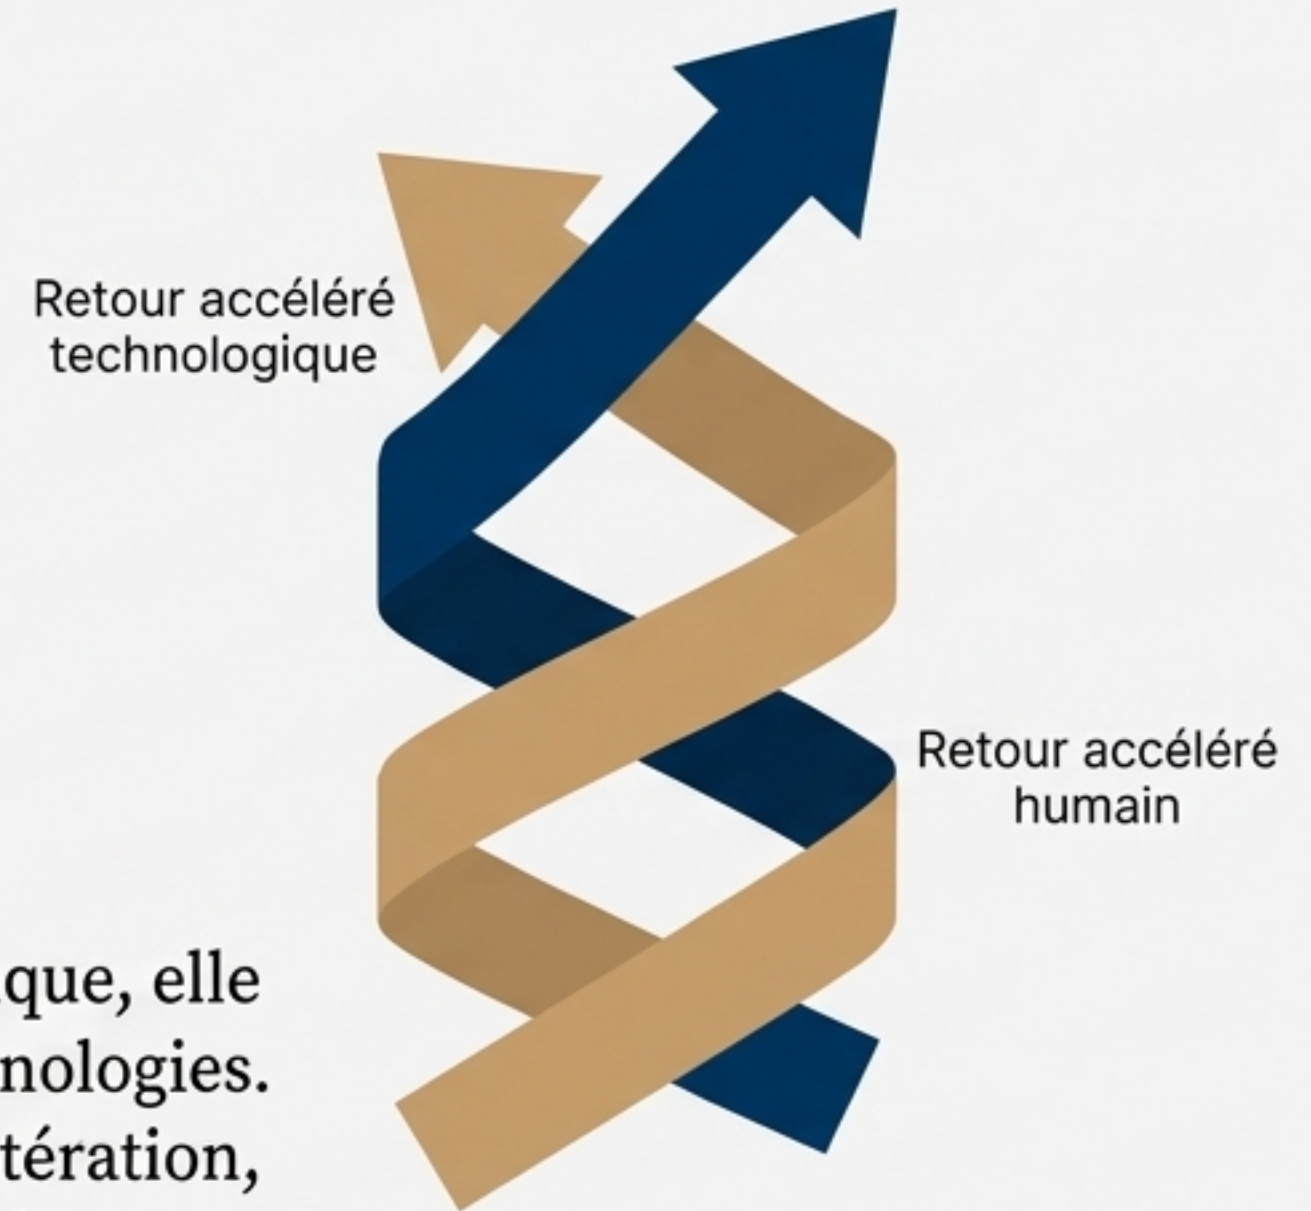 Retour accéléré
technologique
Retour accéléré
humain
que, elle
nologies.
tération,